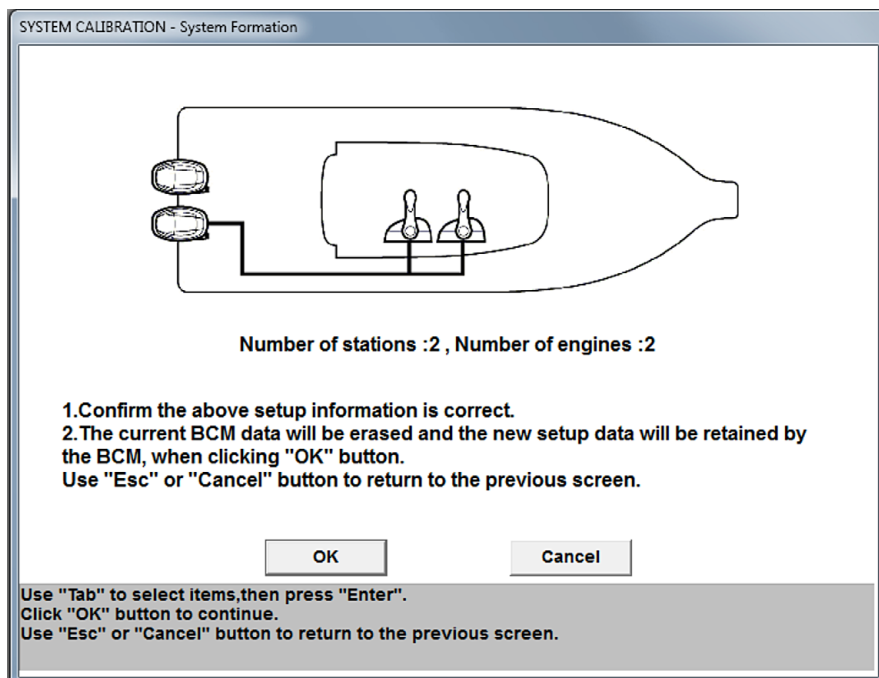 SYSTEM CALIBRATION - System Formation
Number of stations :2 , Number of engines :2
1.Confirm the above setup information is correct.
2.The current BCM data will be erased and the new setup data will be retained by
the BCM, when clicking "OK" button.
Use "Esc" or "Cancel" button to return to the previous screen.
OK
Cancel
Use "Tab" to select items,then press "Enter".
Click "OK" button to continue.
Use "Esc" or "Cancel" button to return to the previous screen.